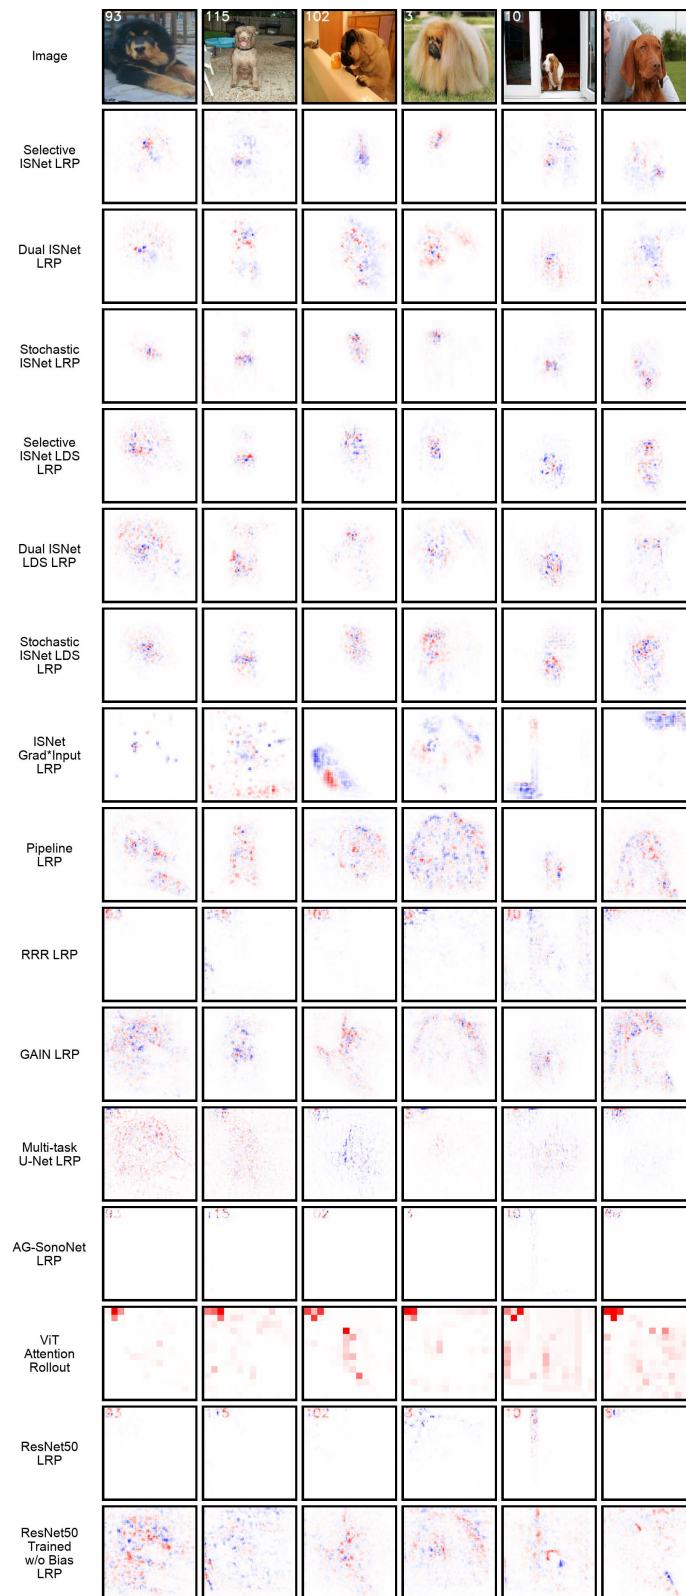 93 115 102 3 10 60
Image
Selective
ISNet LRP
Dual ISNet
LRP
Stochastic
ISNet LRP
Selective
ISNet LDS
LRP
Dual ISNet
LDS LRP
Stochastic
ISNet LDS
LRP
ISNet
Grad*Input
LRP
Pipeline
LRP
RRR LRP
GAIN LRP
Multi-task
U-Net LRP
AG-SonoNet
LRP
ViT
Attention
Rollout
ResNet50
LRP
ResNet50
Trained
w/o Bias
LRP